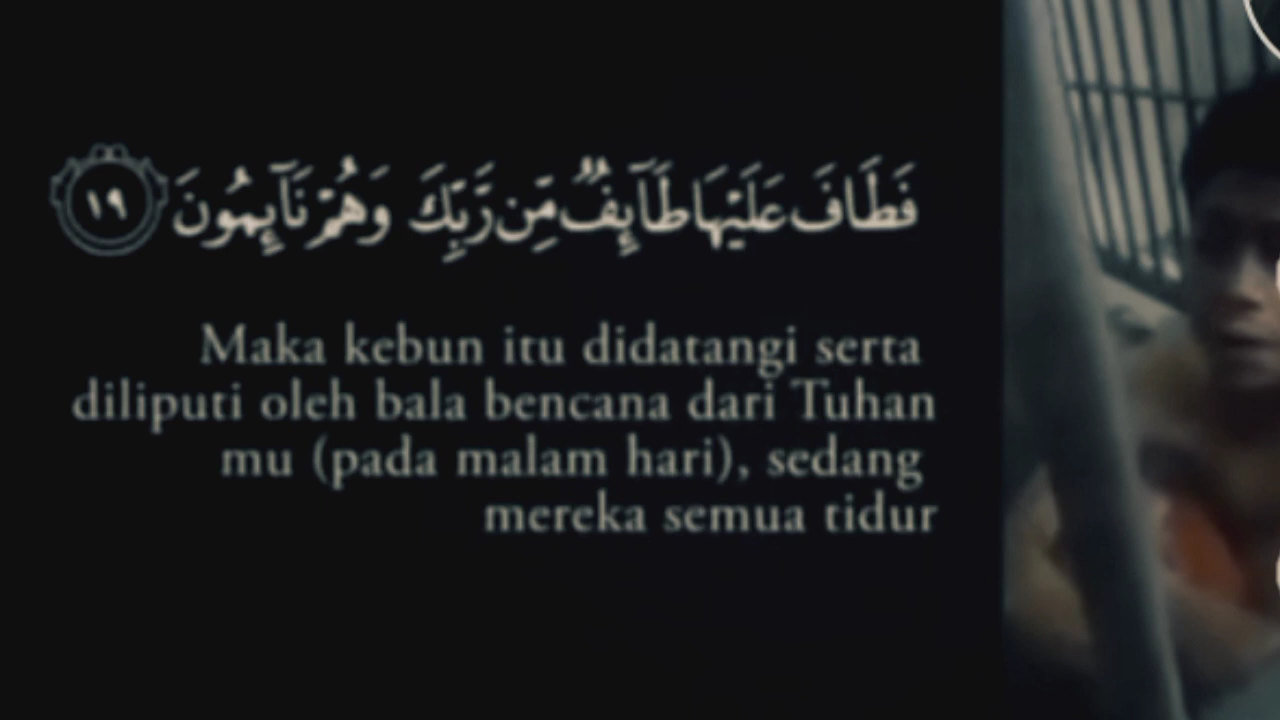 فَطَافَ عَلَيْهَا طَآئِفٌ مِّن رَّبِّكَ وَهُمْ نَآئِمُونَ ١٩
Maka kebun itu didatangi serta
diliputi oleh bala bencana dari Tuhan
mu (pada malam hari), sedang
mereka semua tidur